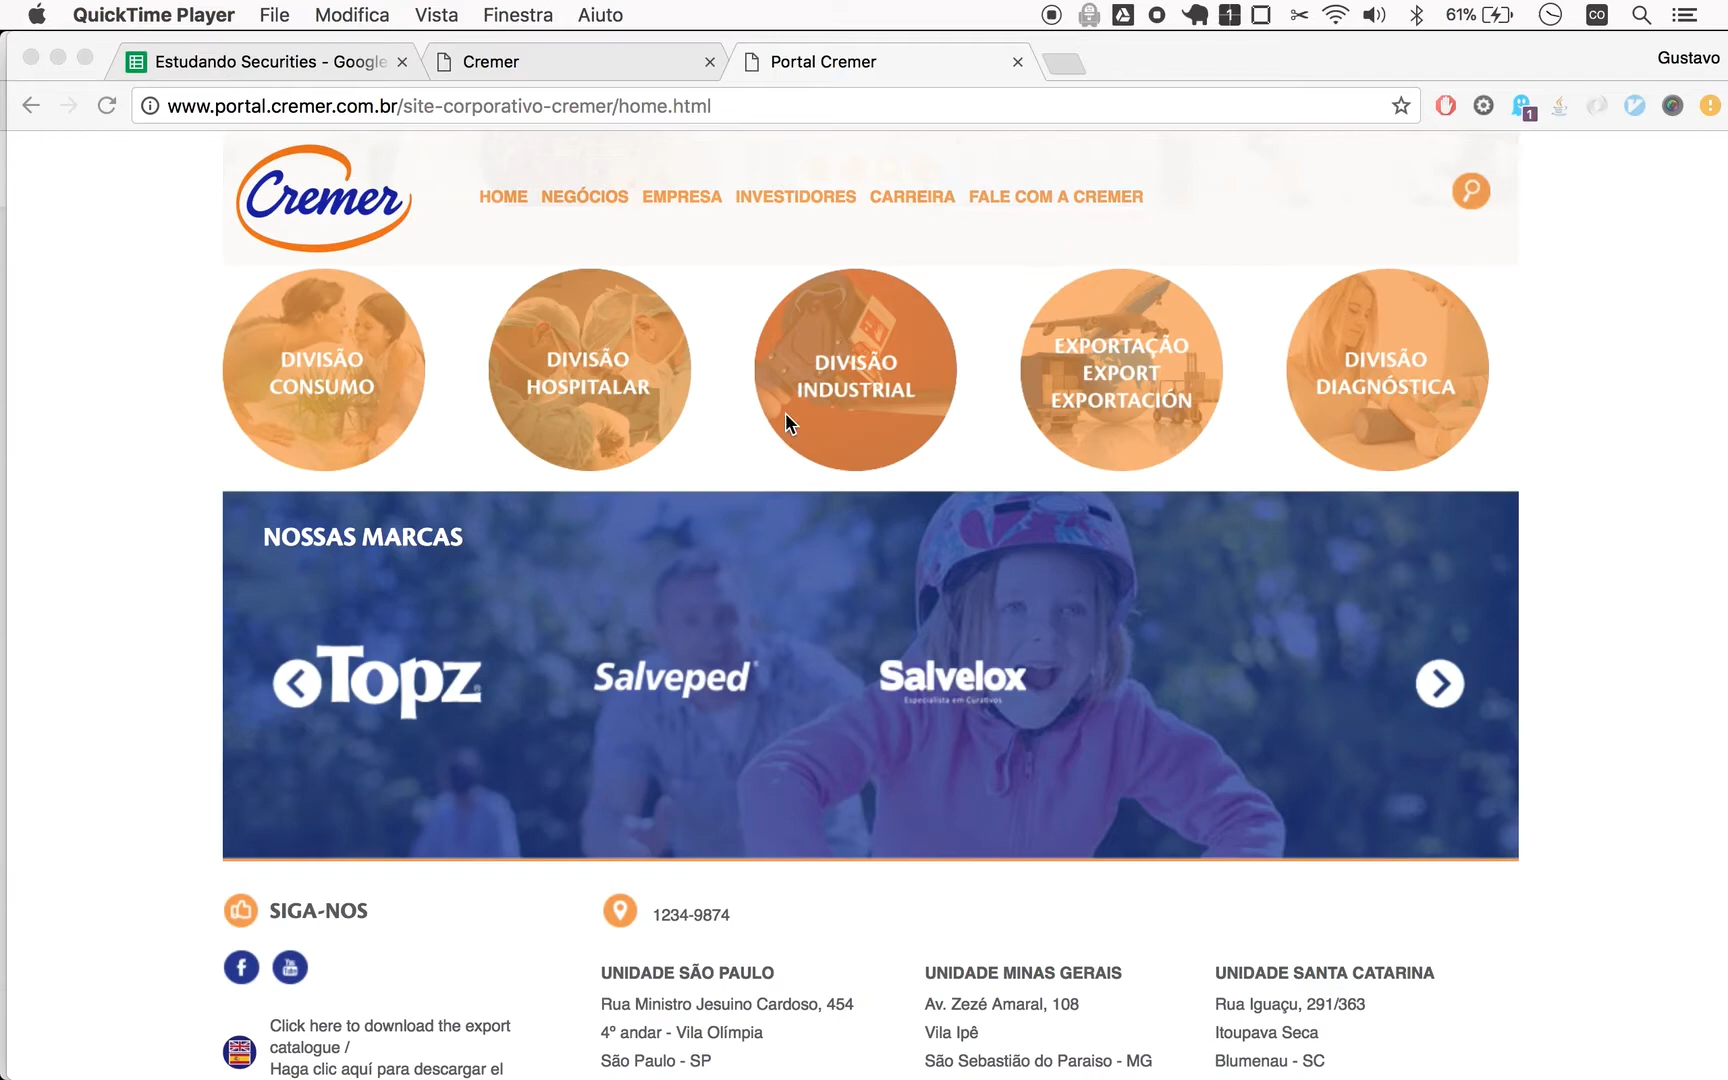 QuickTime Player File Modifica Vista Finestra Aiuto 61%
Estudando Securities - Google Cremer Portal Cremer Gustavo
www.portal.cremer.com.br/site-corporativo-cremer/home.html
Cremer
HOME NEGÓCIOS EMPRESA INVESTIDORES CARREIRA FALE COM A CREMER
DIVISÃO
CONSUMO
DIVISÃO
HOSPITALAR
DIVISÃO
INDUSTRIAL
EXPORTAÇÃO
EXPORT
EXPORTACIÓN
DIVISÃO
DIAGNÓSTICA
NOSSAS MARCAS
Topz
Salveped
Salvelox
Especialista em Curativos
SIGA-NOS
1234-9874
UNIDADE SÃO PAULO
Rua Ministro Jesuino Cardoso, 454
4º andar - Vila Olímpia
São Paulo - SP
UNIDADE MINAS GERAIS
Av. Zezé Amaral, 108
Vila Ipê
São Sebastião do Paraiso - MG
UNIDADE SANTA CATARINA
Rua Iguaçu, 291/363
Itoupava Seca
Blumenau - SC
Click here to download the export
catalogue /
Haga clic aquí para descargar el